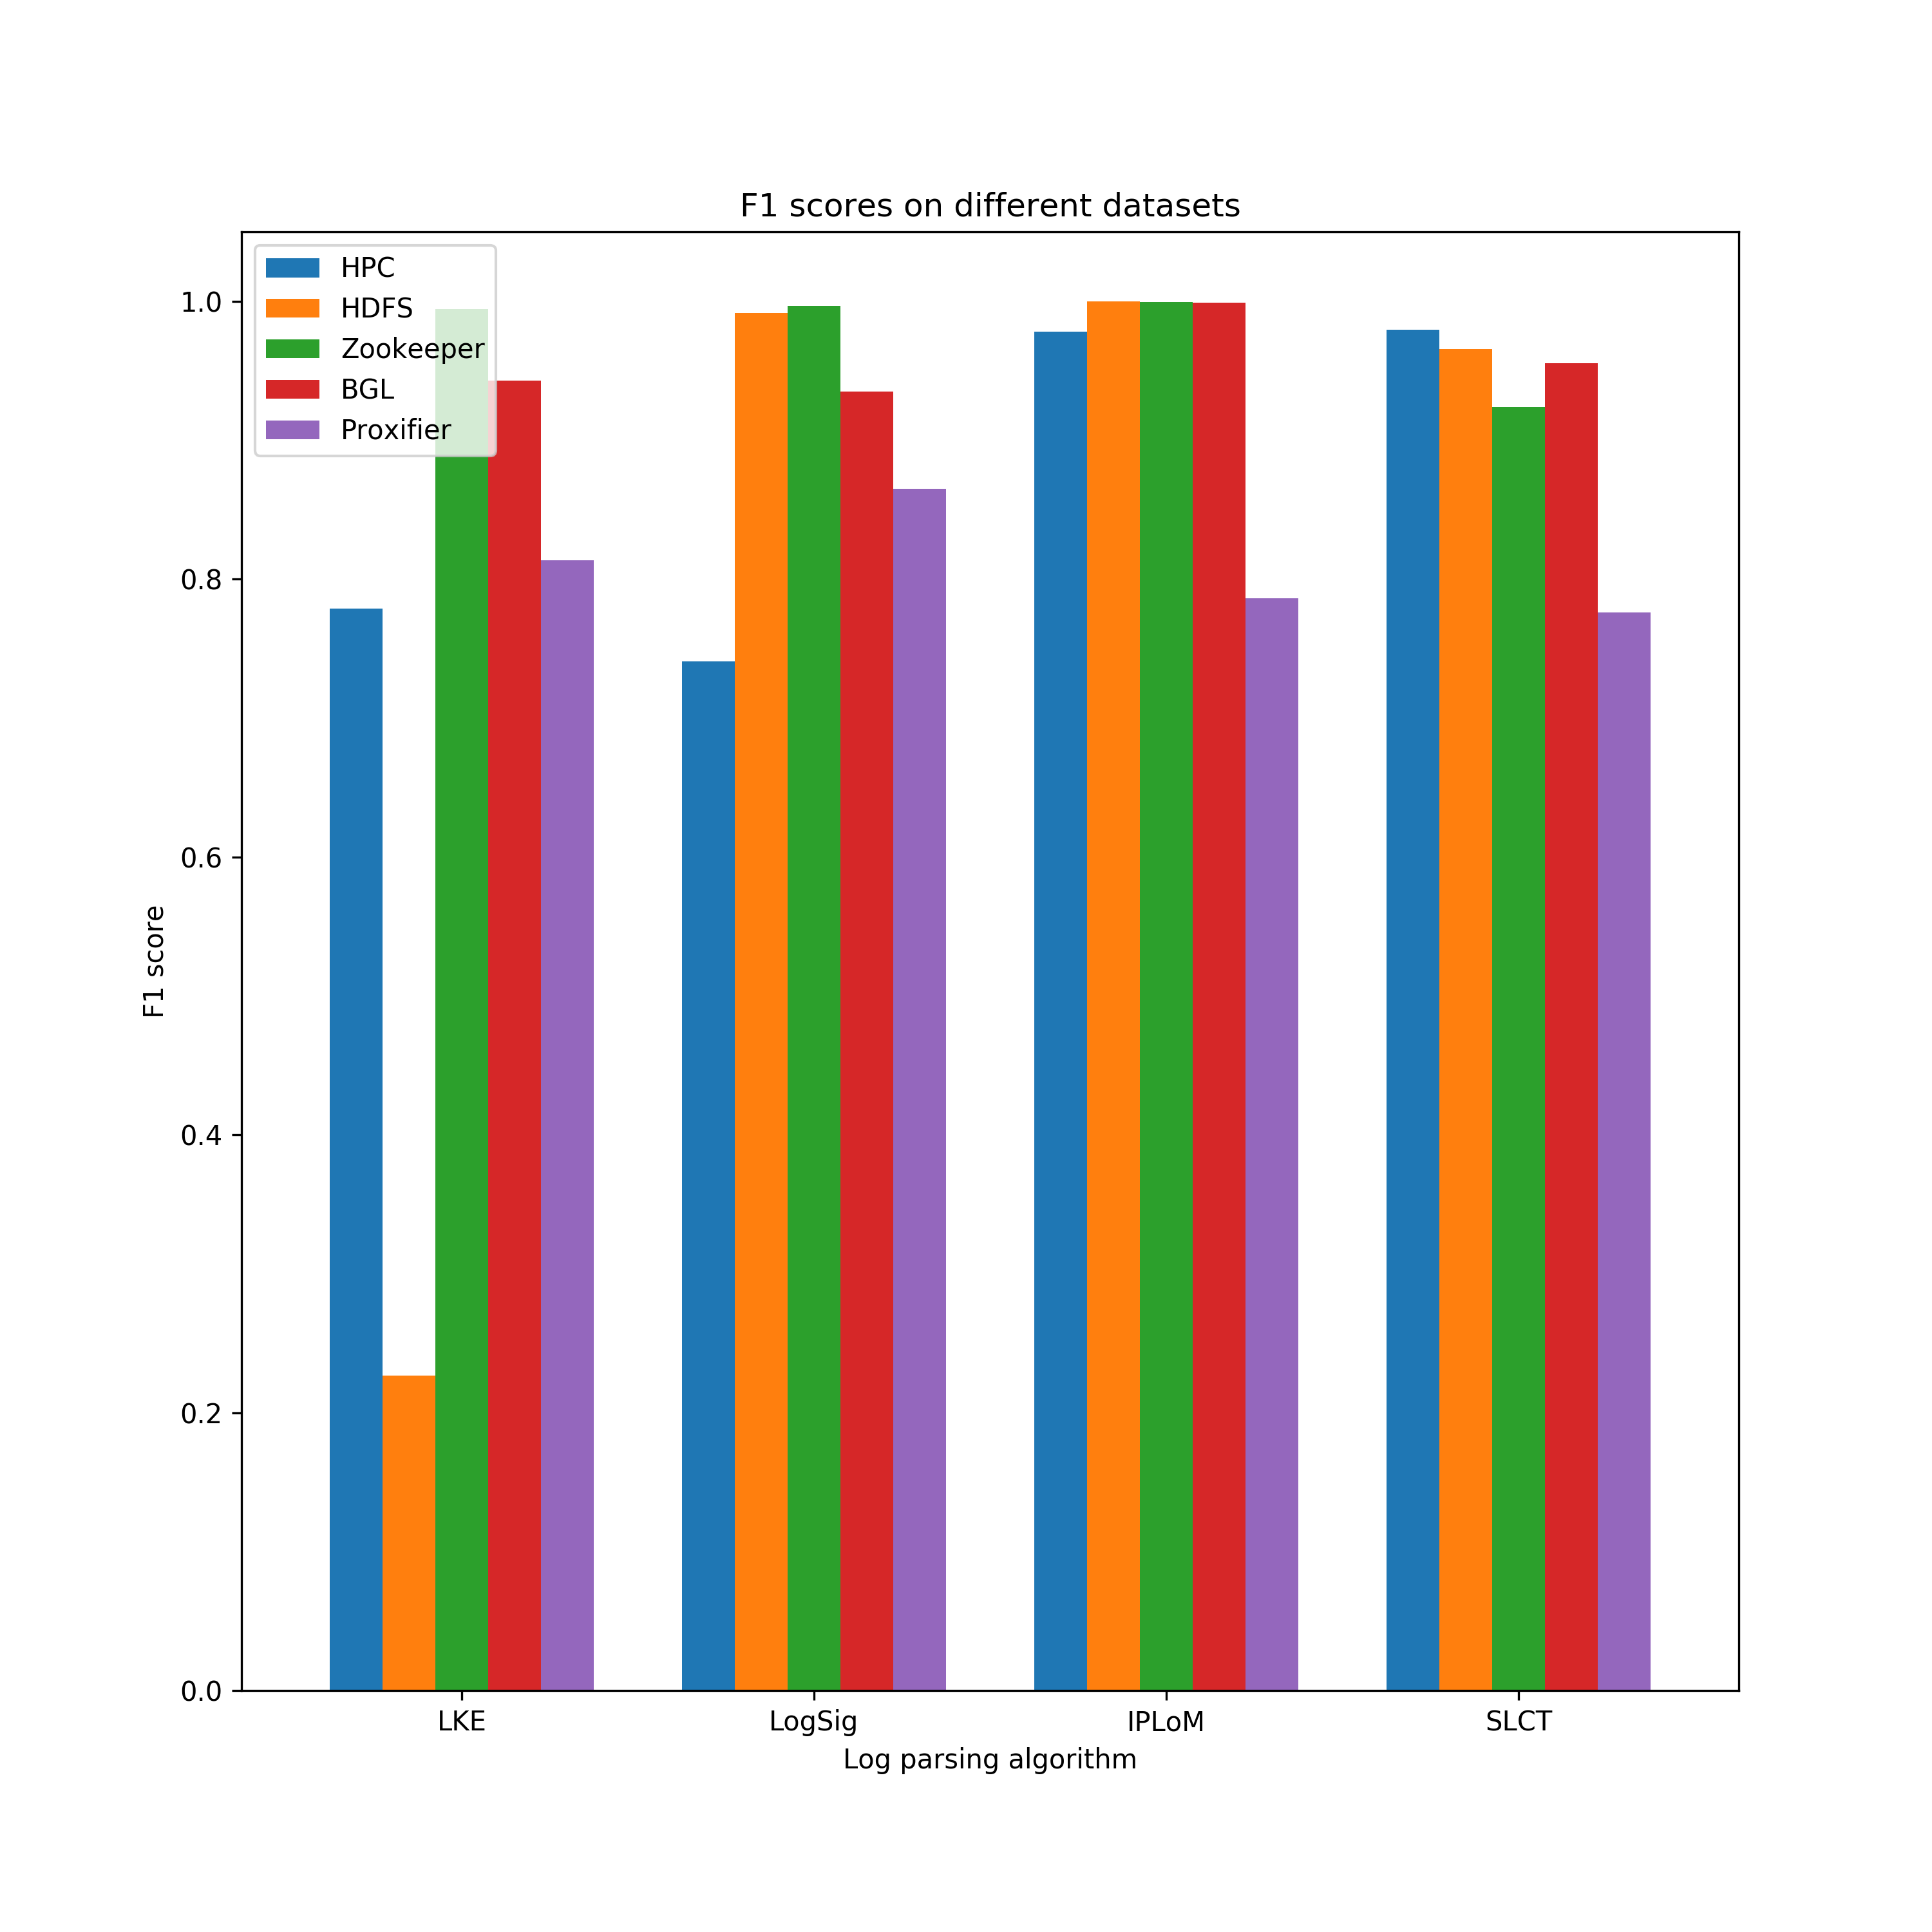 F1 scores on different datasets
HPC
HDFS
Zookeeper
BGL
Proxifier
1.0
0.8
0.6
0.4
0.2
0.0
F1 score
LKE
LogSig
IPLoM
SLCT
Log parsing algorithm